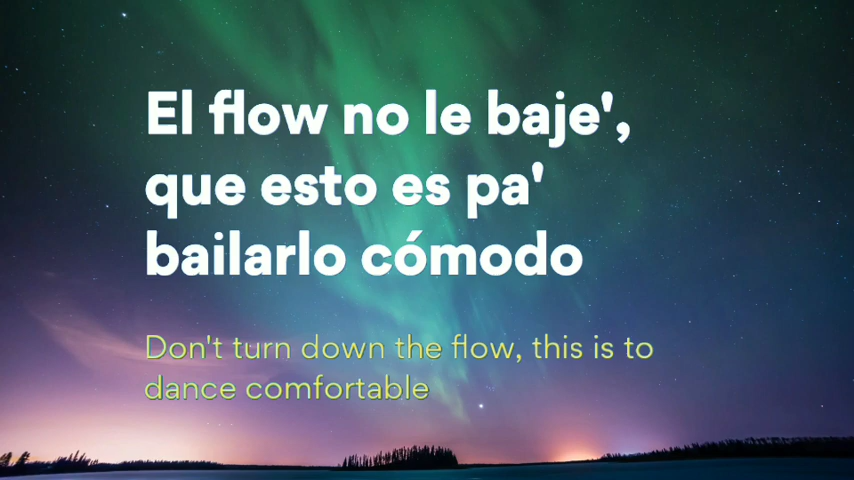 El flow no le baje',
que esto es pa'
bailarlo cómodo
Don't turn down the flow, this is to
dance comfortable